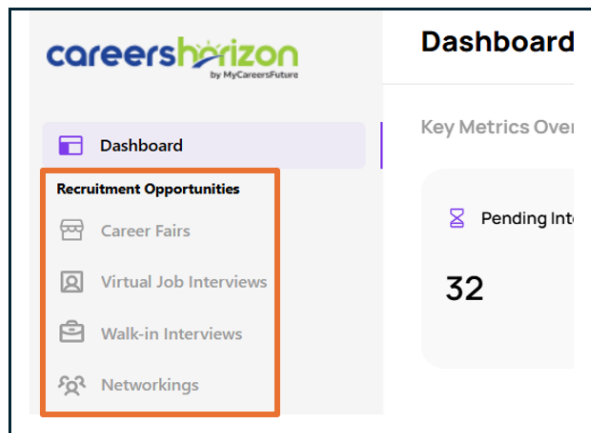 careershorizon
by MyCareersFuture
Dashboard
Recruitment Opportunities
Career Fairs
Virtual Job Interviews
Walk-in Interviews
Networkings
Dashboard
Key Metrics Over
Pending Int
32